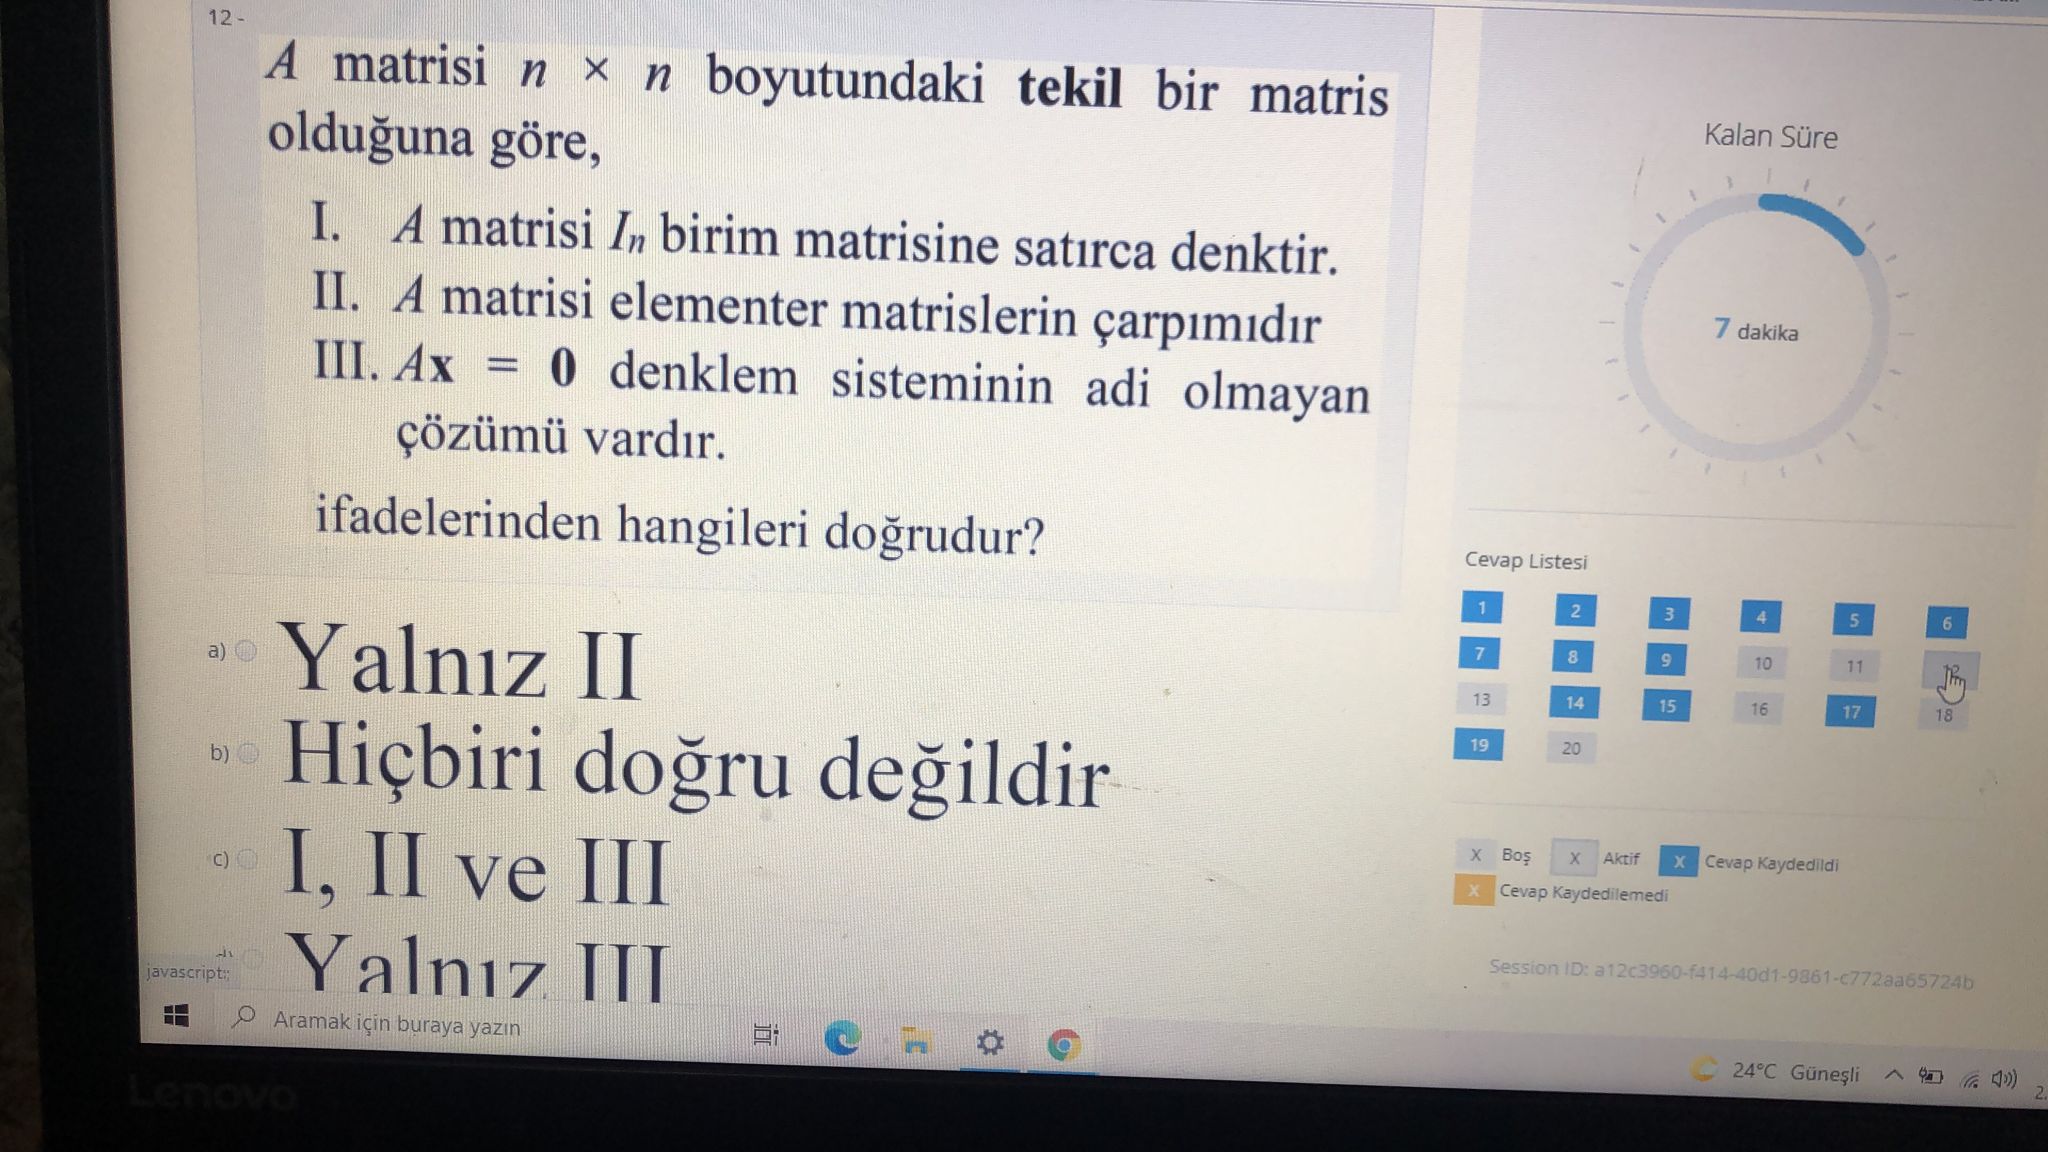 12 -
A matrisi n × n boyutundaki tekil bir matris
olduğuna göre,
I. A matrisi Iₙ birim matrisine satırca denktir.
II. A matrisi elementer matrislerin çarpımıdır
III. Ax = 0 denklem sisteminin adi olmayan
çözümü vardır.
ifadelerinden hangileri doğrudur?
a) Yalnız II
b) Hiçbiri doğru değildir
c) I, II ve III
Yalnız III
javascript:;
Aramak için buraya yazın
Lenovo
Kalan Süre
7 dakika
Cevap Listesi
1 2 3 4 5 6
7 8 9 10 11 12
13 14 15 16 17 18
19 20
X Boş X Aktif X Cevap Kaydedildi
X Cevap Kaydedilemedi
Session ID: a12c3960-f414-40d1-9861-c772aa65724b
24°C Güneşli